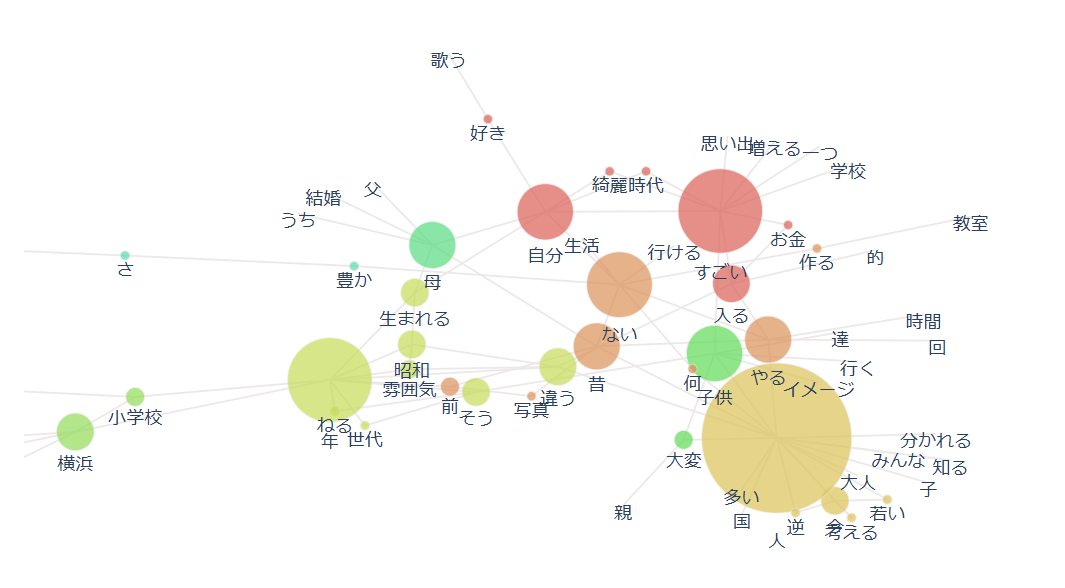 歌う
好き
思い出
増える
一つ
学校
綺麗
時代
父
結婚
うち
教室
お金
生活
自分
行ける
作る
的
さ
豊か
母
すごい
生まれる
入る
時間
ない
達
回
昭和
行く
やる
何
昔
イメージ
雰囲気
子供
違う
前
写真
そう
小学校
ねる
年
世代
分かれる
横浜
大変
みんな
知る
大人
子
多い
親
若い
国
逆
今
考える
人